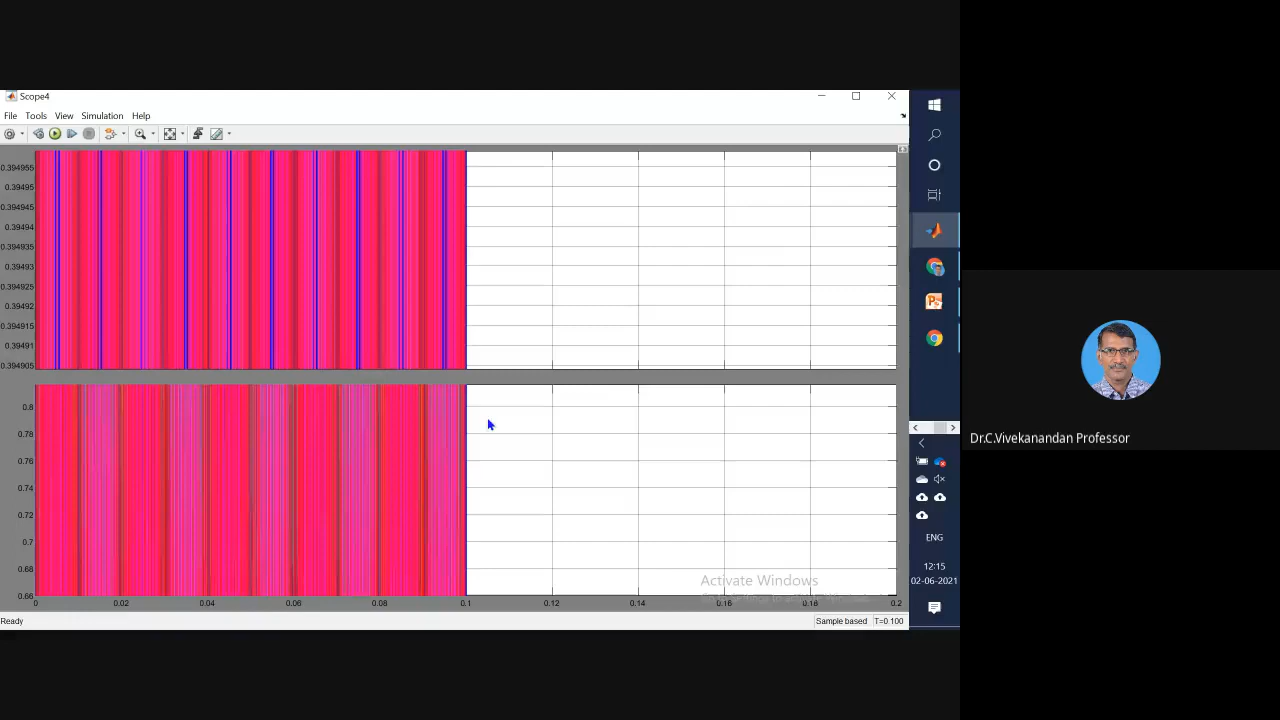 Scope4
File Tools View Simulation Help
0.394955
0.39495
0.394945
0.39494
0.394935
0.39493
0.394925
0.39492
0.394915
0.39491
0.394905
0.8
0.78
0.76
0.74
0.72
0.7
0.68
0.66
0 0.02 0.04 0.06 0.08 0.1 0.12 0.14 0.16 0.18 0.2
Activate Windows
Ready
Sample based T=0.100
ENG
12:15
02-06-2021
Dr.C.Vivekanandan Professor